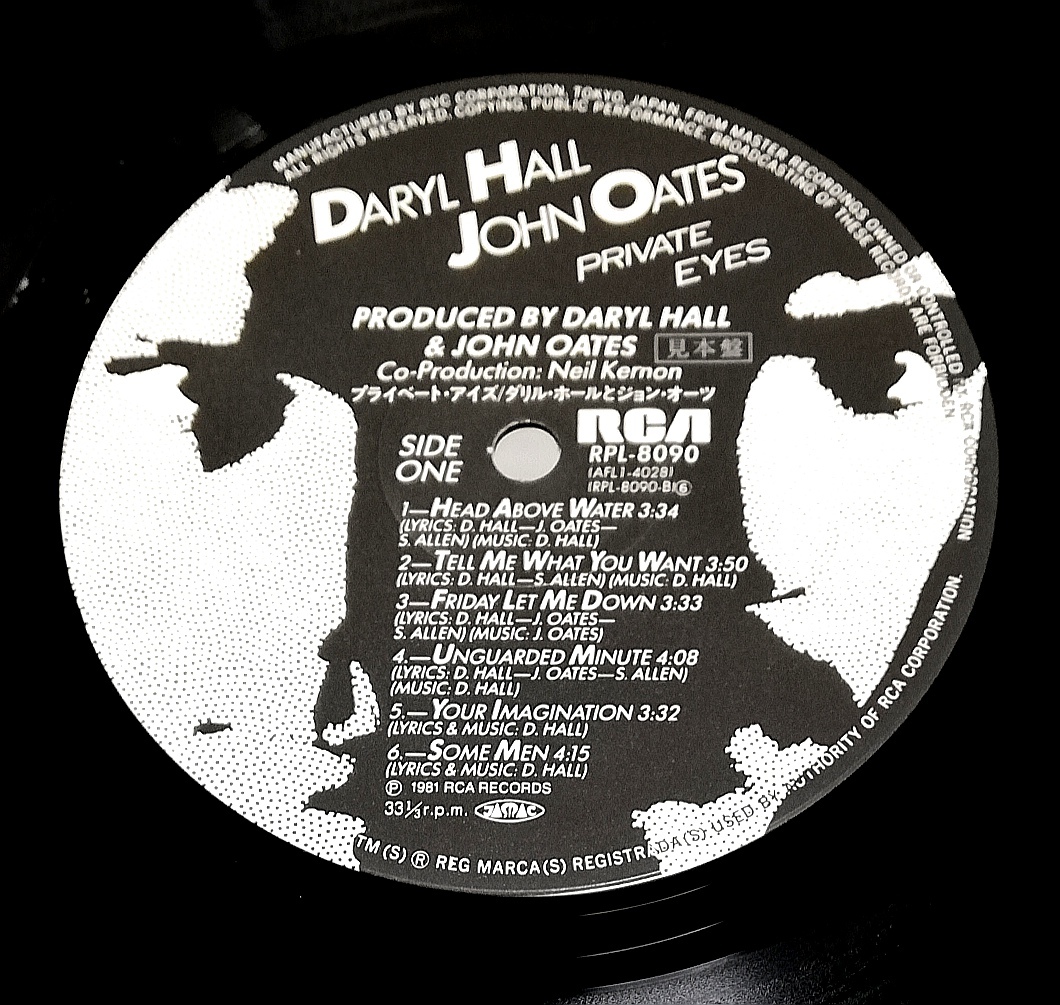 MANUFACTURED BY RVC CORPORATION, TOKYO, JAPAN, FROM MASTER RECORDINGS OWNED OR CONTROLLED BY RCA CORPORATION
ALL RIGHTS RESERVED. COPYING, PUBLIC PERFORMANCE, BROADCASTING OF THESE RECORDS ARE FORBIDDEN
DARYL HALL
JOHN OATES
PRIVATE
EYES
PRODUCED BY DARYL HALL
& JOHN OATES 見本盤
Co-Production: Neil Kernon
プライベート・アイズ/ダリル・ホールとジョン・オーツ
SIDE
ONE
RCA
RPL-8090
(AFL1-4028)
(RPL-8090-B)⑥
1—HEAD ABOVE WATER 3:34
(LYRICS: D. HALL—J. OATES—
S. ALLEN) (MUSIC: D. HALL)
2—TELL ME WHAT YOU WANT 3:50
(LYRICS: D. HALL—S. ALLEN) (MUSIC: D. HALL)
3—FRIDAY LET ME DOWN 3:33
(LYRICS: D. HALL—J. OATES—
S. ALLEN) (MUSIC: J. OATES)
4.—UNGUARDED MINUTE 4:08
(LYRICS: D. HALL—J. OATES—S. ALLEN)
(MUSIC: D. HALL)
5.—YOUR IMAGINATION 3:32
(LYRICS & MUSIC: D. HALL)
6.—SOME MEN 4:15
(LYRICS & MUSIC: D. HALL)
Ⓟ 1981 RCA RECORDS
33⅓ r.p.m. JASRAC
TM(S) ® REG MARCA(S) REGISTRADA(S) USED BY AUTHORITY OF RCA CORPORATION.